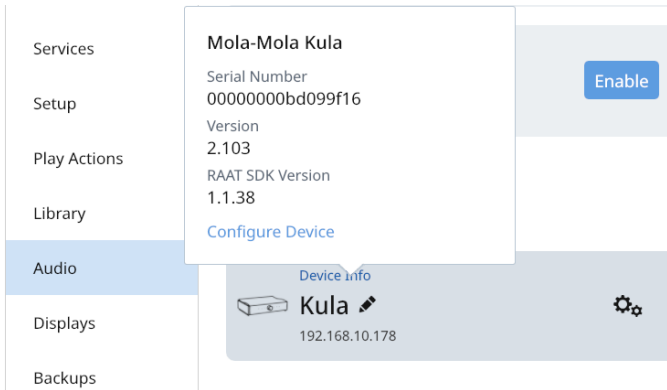 Services
Setup
Play Actions
Library
Audio
Displays
Backups
Mola-Mola Kula
Serial Number
00000000bd099f16
Version
2.103
RAAT SDK Version
1.1.38
Configure Device
Enable
Device Info
Kula
192.168.10.178